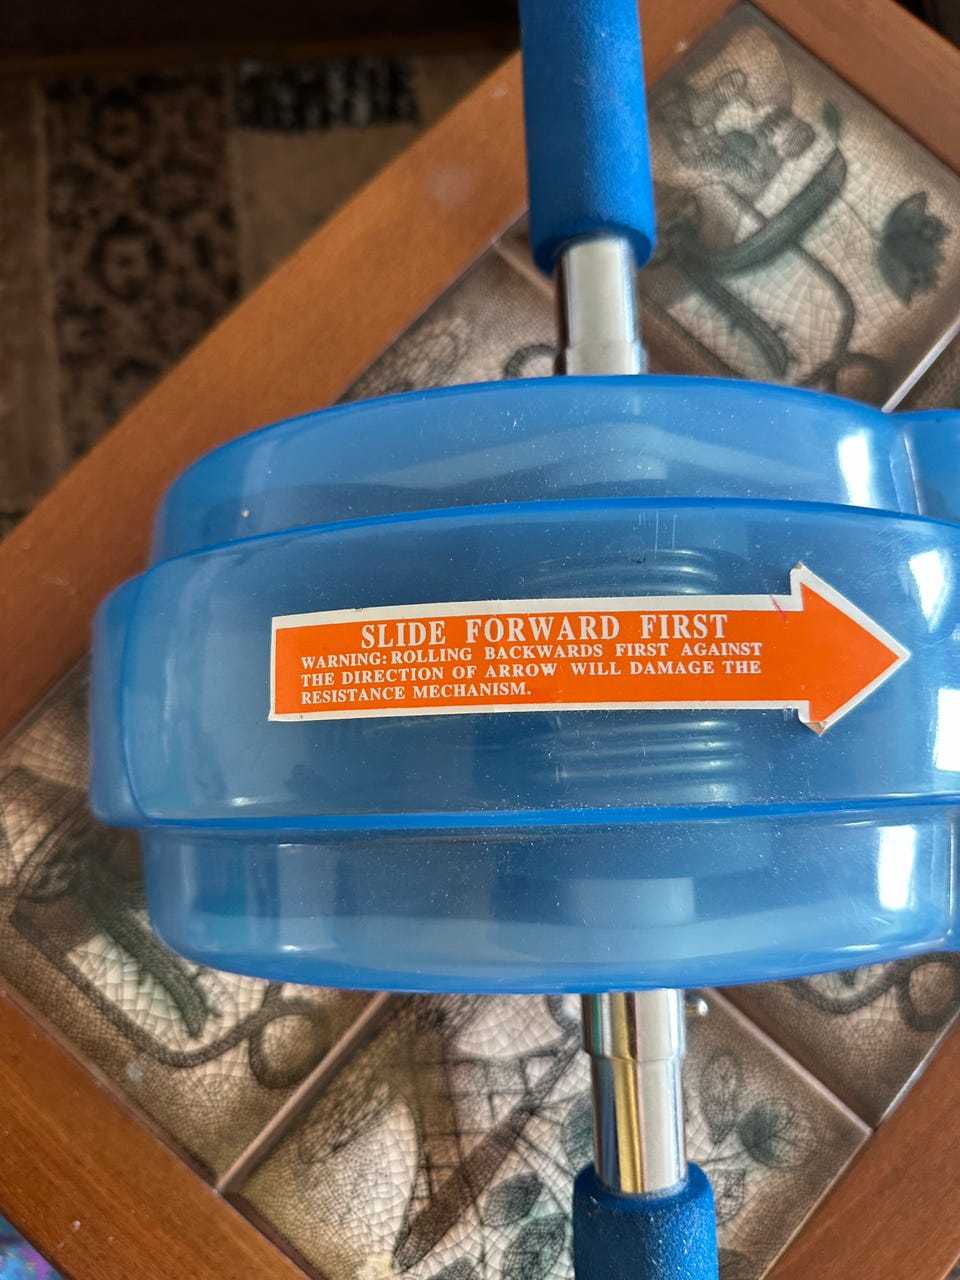 SLIDE FORWARD FIRST
WARNING: ROLLING BACKWARDS FIRST AGAINST
THE DIRECTION OF ARROW WILL DAMAGE THE
RESISTANCE MECHANISM.